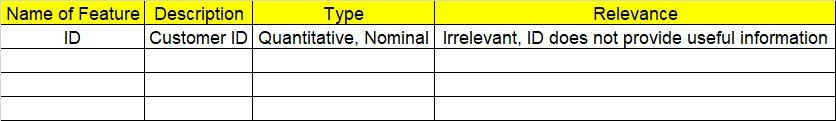 Name of Feature Description Type Relevance
ID Customer ID Quantitative, Nominal Irrelevant, ID does not provide useful information